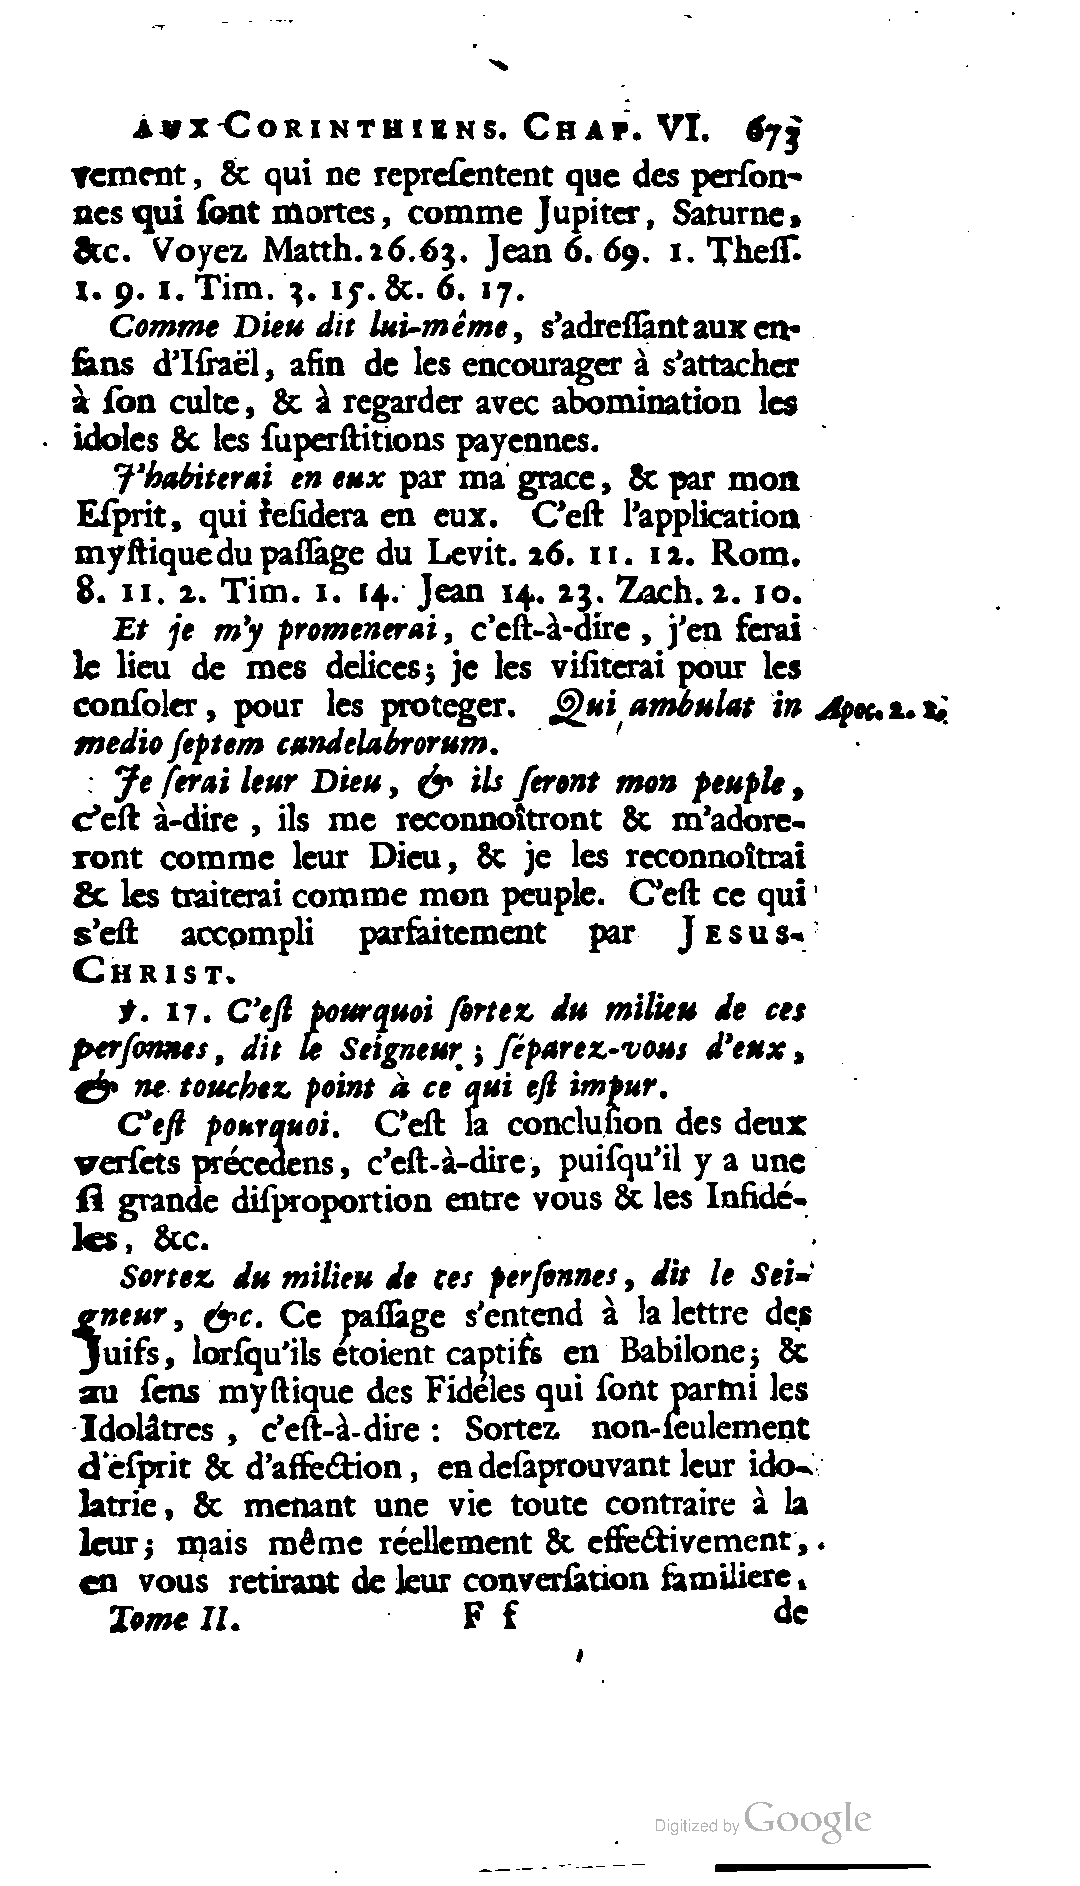 AUX CORINTHIENS. CHAP. VI. 673
vement, & qui ne repreſentent que des perſon-
nes qui ſont mortes, comme Jupiter, Saturne,
&c. Voyez Matth. 26. 63. Jean 6. 69. 1. Theſſ.
1. 9. 1. Tim. 3. 15. &. 6. 17.
Comme Dieu dit lui-même, s'adreſſant aux en-
fans d'Iſraël, afin de les encourager à s'attacher
à ſon culte, & à regarder avec abomination les
idoles & les ſuperſtitions payennes.
J'habiterai en eux par ma grace, & par mon
Eſprit, qui reſidera en eux. C'eſt l'application
myſtique du paſſage du Levit. 26. 11. 12. Rom.
8. 11. 2. Tim. 1. 14. Jean 14. 23. Zach. 2. 10.
Et je m'y promenerai, c'eſt-à-dire, j'en ferai
le lieu de mes delices; je les viſiterai pour les
conſoler, pour les proteger. Qui ambulat in
Apoc. 2. 2.
medio ſeptem candelabrorum.
Je ſerai leur Dieu, & ils ſeront mon peuple,
c'eſt à-dire, ils me reconnoîtront & m'adore-
ront comme leur Dieu, & je les reconnoîtrai
& les traiterai comme mon peuple. C'eſt ce qui
s'eſt accompli parfaitement par JESUS-
CHRIST.
℣. 17. C'eſt pourquoi ſortez du milieu de ces
perſonnes, dit le Seigneur; ſéparez-vous d'eux,
& ne touchez point à ce qui eſt impur.
C'eſt pourquoi. C'eſt la concluſion des deux
verſets précedens, c'eſt-à-dire, puiſqu'il y a une
ſi grande diſproportion entre vous & les Infidé-
les, &c.
Sortez du milieu de ces perſonnes, dit le Sei-
gneur, &c. Ce paſſage s'entend à la lettre des
Juifs, lorſqu'ils étoient captifs en Babilone; &
au ſens myſtique des Fidéles qui ſont parmi les
Idolâtres, c'eſt-à-dire: Sortez non-ſeulement
d'eſprit & d'affection, en deſaprouvant leur ido-
latrie, & menant une vie toute contraire à la
leur; mais même réellement & effectivement,
en vous retirant de leur converſation familiere,
Tome II. F f de
Digitized by Google